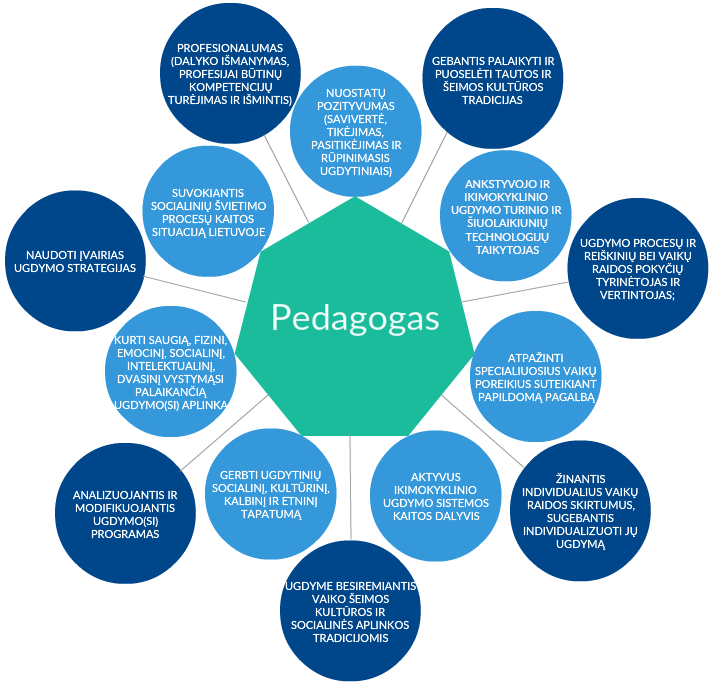 PROFESIONALUMAS
(DALYKO IŠMANYMAS,
PROFESIJAI BŪTINŲ
KOMPETENCIJŲ
TURĖJIMAS IR IŠMINTIS)
NUOSTATŲ
POZITYVUMAS
(SAVIVERTĖ,
TIKĖJIMAS,
PASITIKĖJIMAS IR
RŪPINIMASIS
UGDYTINIAIS)
GEBANTIS PALAIKYTI IR
PUOSELĖTI TAUTOS IR
ŠEIMOS KULTŪROS
TRADICIJAS
SUVOKIANTIS
SOCIALINIŲ ŠVIETIMO
PROCESŲ KAITOS
SITUACIJĄ LIETUVOJE
ANKSTYVOJO IR
IKIMOKYKLINIO
UGDYMO TURINIO IR
ŠIUOLAIKIUNIŲ
TECHNOLOGIJŲ
TAIKYTOJAS
NAUDOTI ĮVAIRIAS
UGDYMO STRATEGIJAS
UGDYMO PROCESŲ IR
REIŠKINIŲ BEI VAIKŲ
RAIDOS POKYČIŲ
TYRINĖTOJAS IR
VERTINTOJAS;
Pedagogas
KURTI SAUGIĄ, FIZINI,
EMOCINĮ, SOCIALINĮ,
INTELEKTUALINĮ,
DVASINĮ VYSTYMĄSI
PALAIKANČIĄ
UGDYMO(SI) APLINKA
ATPAŽINTI
SPECIALIUOSIUS VAIKŲ
POREIKIUS SUTEIKIANT
PAPILDOMĄ PAGALBĄ
ANALIZUOJANTIS IR
MODIFIKUOJANTIS
UGDYMO(SI)
PROGRAMAS
GERBTI UGDYTINIŲ
SOCIALINĮ, KULTŪRINĮ,
KALBINĮ IR ETNINĮ
TAPATUMĄ
AKTYVUS
IKIMOKYKLINIO
UGDYMO SISTEMOS
KAITOS DALYVIS
ŽINANTIS
INDIVIDUALIUS VAIKŲ
RAIDOS SKIRTUMUS,
SUGEBANTIS
INDIVIDUALIZUOTI JŲ
UGDYMĄ
UGDYME BESIREMIANTIS
VAIKO ŠEIMOS
KULTŪROS IR
SOCIALINĖS APLINKOS
TRADICIJOMIS